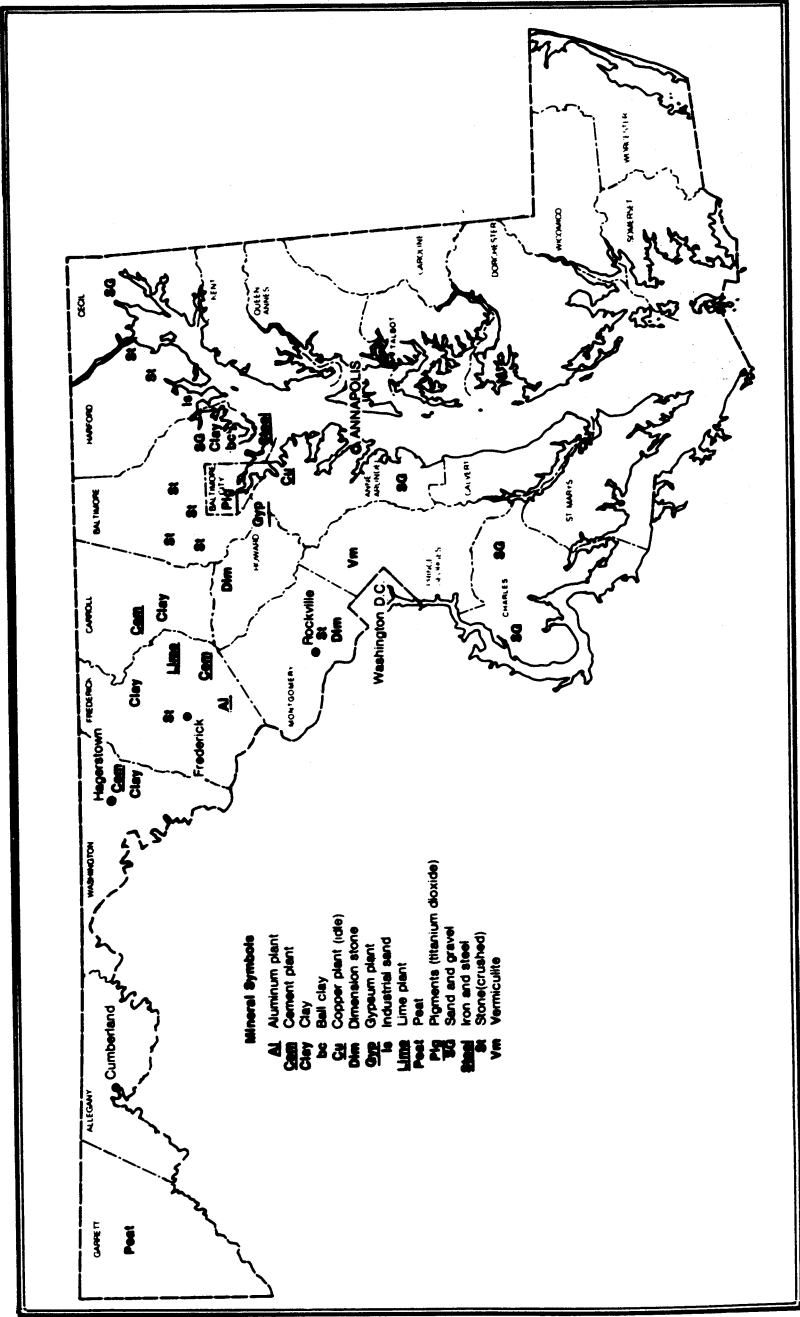 GARRETT
Peat
ALLEGANY
Cumberland
WASHINGTON
Hagerstown
Cem
Clay
FREDERICK
Clay
St
Frederick
Al
Lime
Cem
CARROLL
Cem
Clay
BALTIMORE
St
St
St
St
HARFORD
St
St
Is
SG
Clay
bc
CECIL
SG
KENT
QUEEN
ANNES
BALTIMORE
CITY
Pig
Steel
Cu
Gyp
HOWARD
Dim
MONTGOMERY
Rockville
St
Dim
Vm
Washington D.C.
ANNAPOLIS
ANNE
ARUNDEL
SG
PRINCE
GEORGES
CALVERT
CHARLES
SG
SG
ST MARYS
TALBOT
CAROLINE
DORCHESTER
WICOMICO
SOMERSET
WORCESTER
Mineral Symbols
Al Aluminum plant
Cem Cement plant
Clay Clay
bc Ball clay
Cu Copper plant (idle)
Dim Dimension stone
Gyp Gypsum plant
Is Industrial sand
Lime Lime plant
Peat Peat
Pig Pigments (titanium dioxide)
SG Sand and gravel
Steel Iron and steel
St Stone(crushed)
Vm Vermiculite